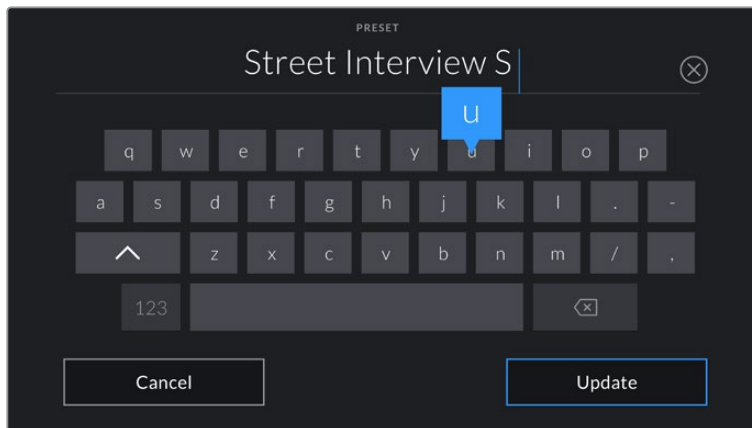 PRESET
Street Interview S
u
q w e r t y u i o p
a s d f g h j k l . -
z x c v b n m / ,
123
Cancel Update